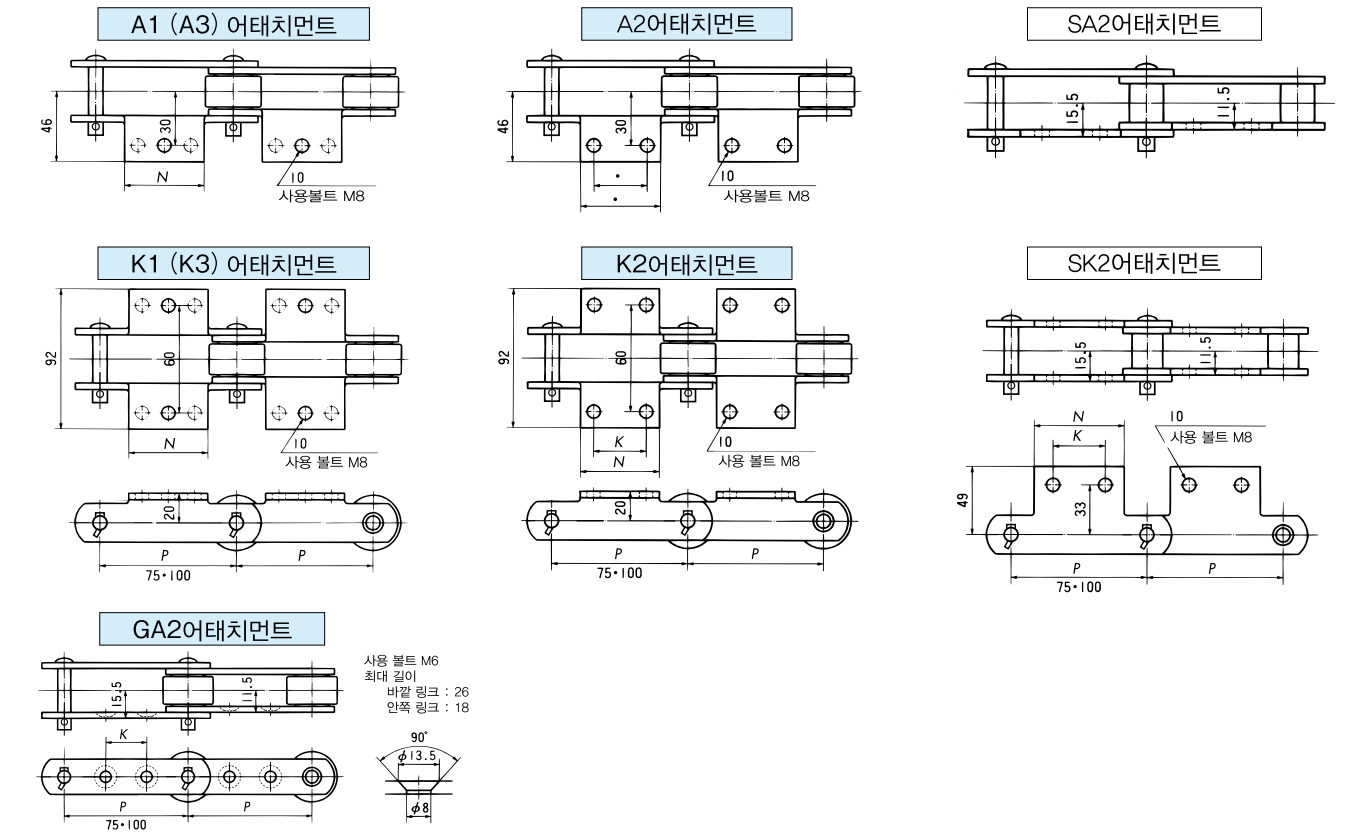 A1 (A3) 어태치먼트
46
30
N
10
사용볼트 M8
A2어태치먼트
46
30
10
사용볼트 M8
SA2어태치먼트
15.5
11.5
K1 (K3) 어태치먼트
92
60
N
10
사용 볼트 M8
20
P
P
75·100
K2어태치먼트
92
60
K
N
10
사용 볼트 M8
20
P
P
75·100
SK2어태치먼트
15.5
11.5
N
K
10
사용 볼트 M8
49
33
P
P
75·100
GA2어태치먼트
15.5
11.5
K
P
P
75·100
사용 볼트 M6
최대 길이
바깥 링크 : 26
안쪽 링크 : 18
90°
φ13.5
φ8